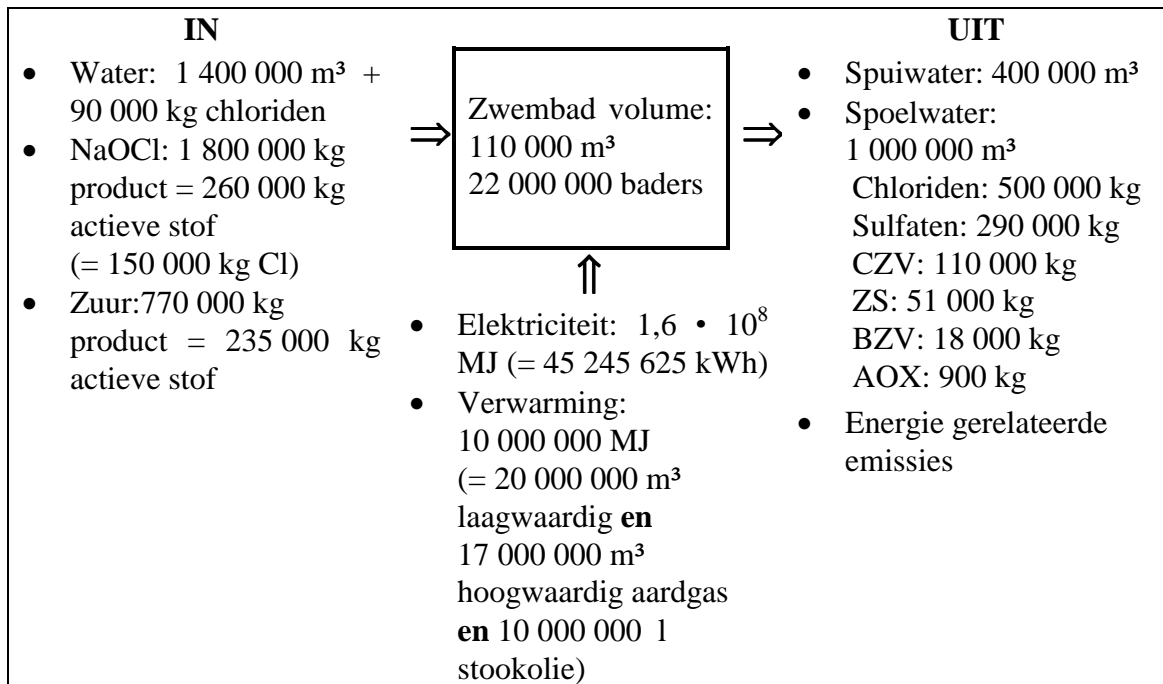 IN
• Water: 1 400 000 m³ +
90 000 kg chloriden
• NaOCl: 1 800 000 kg
product = 260 000 kg
actieve stof
(= 150 000 kg Cl)
• Zuur:770 000 kg
product = 235 000 kg
actieve stof
⇒
Zwembad volume:
110 000 m³
22 000 000 baders
⇒
⇑
• Elektriciteit: 1,6 • 10⁸
MJ (= 45 245 625 kWh)
• Verwarming:
10 000 000 MJ
(= 20 000 000 m³
laagwaardig en
17 000 000 m³
hoogwaardig aardgas
en 10 000 000 l
stookolie)
UIT
• Spuiwater: 400 000 m³
• Spoelwater:
1 000 000 m³
Chloriden: 500 000 kg
Sulfaten: 290 000 kg
CZV: 110 000 kg
ZS: 51 000 kg
BZV: 18 000 kg
AOX: 900 kg
• Energie gerelateerde
emissies